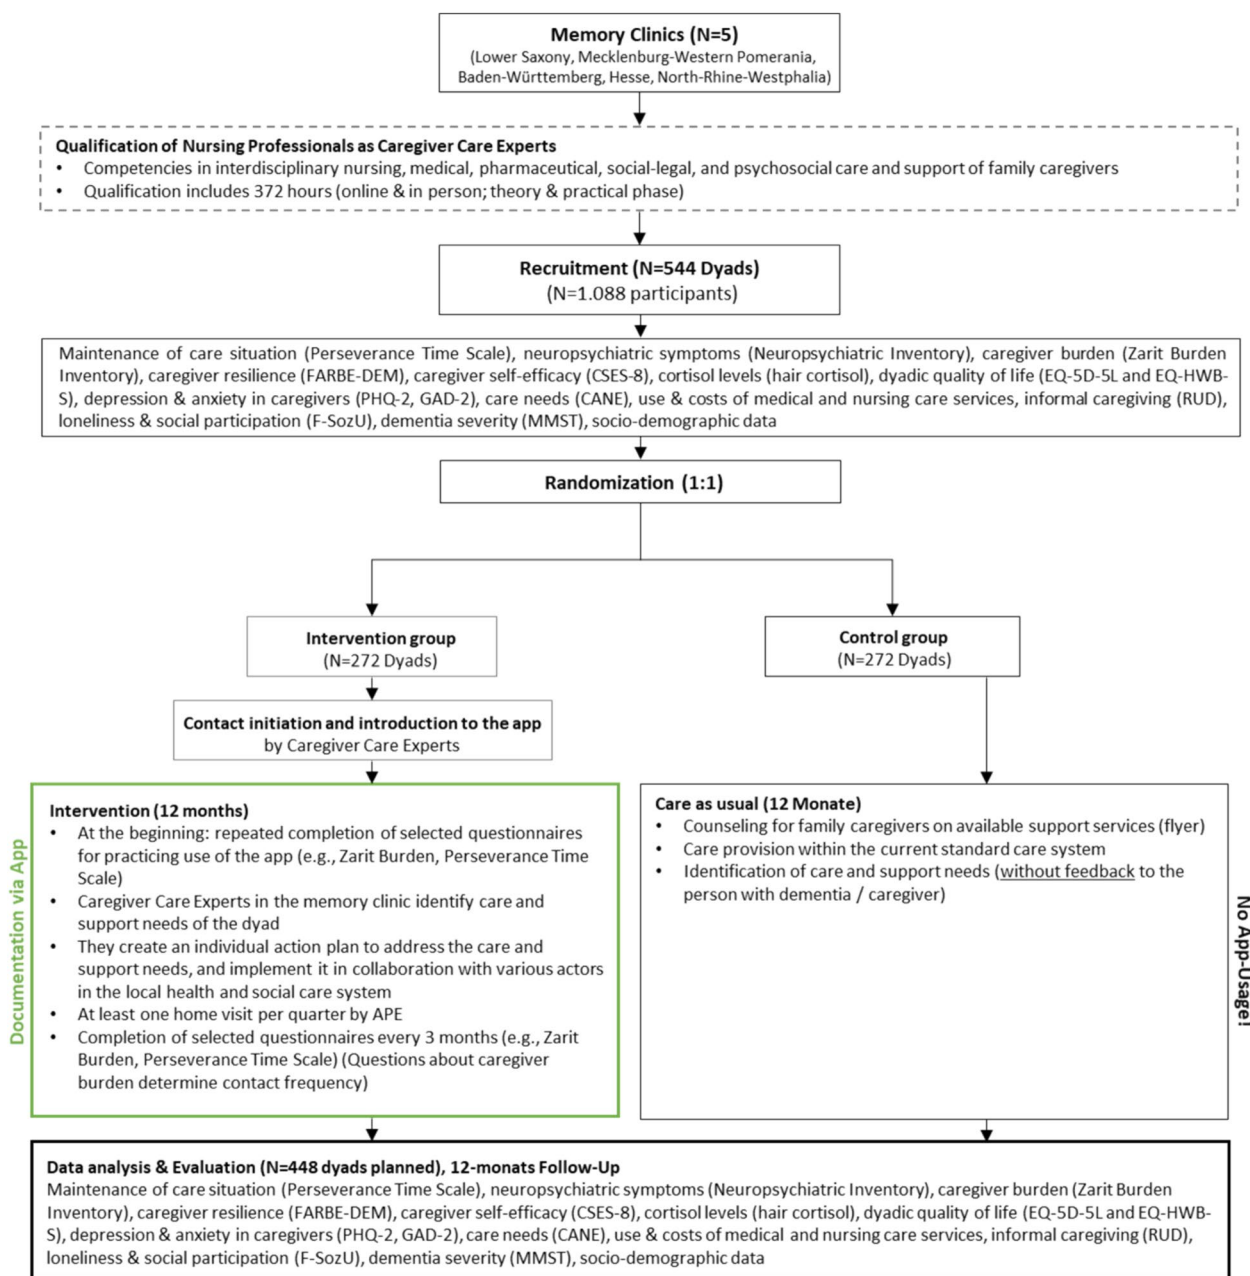 Memory Clinics (N=5)
(Lower Saxony, Mecklenburg-Western Pomerania,
Baden-Württemberg, Hesse, North-Rhine-Westphalia)
Qualification of Nursing Professionals as Caregiver Care Experts
• Competencies in interdisciplinary nursing, medical, pharmaceutical, social-legal, and psychosocial care and support of family caregivers
• Qualification includes 372 hours (online & in person; theory & practical phase)
Recruitment (N=544 Dyads)
(N=1.088 participants)
Maintenance of care situation (Perseverance Time Scale), neuropsychiatric symptoms (Neuropsychiatric Inventory), caregiver burden (Zarit Burden
Inventory), caregiver resilience (FARBE-DEM), caregiver self-efficacy (CSES-8), cortisol levels (hair cortisol), dyadic quality of life (EQ-5D-5L and EQ-HWB-
S), depression & anxiety in caregivers (PHQ-2, GAD-2), care needs (CANE), use & costs of medical and nursing care services, informal caregiving (RUD),
loneliness & social participation (F-SozU), dementia severity (MMST), socio-demographic data
Randomization (1:1)
Intervention group
(N=272 Dyads)
Control group
(N=272 Dyads)
Contact initiation and introduction to the app
by Caregiver Care Experts
Documentation via App
Intervention (12 months)
• At the beginning: repeated completion of selected questionnaires
for practicing use of the app (e.g., Zarit Burden, Perseverance Time
Scale)
• Caregiver Care Experts in the memory clinic identify care and
support needs of the dyad
• They create an individual action plan to address the care and
support needs, and implement it in collaboration with various actors
in the local health and social care system
• At least one home visit per quarter by APE
• Completion of selected questionnaires every 3 months (e.g., Zarit
Burden, Perseverance Time Scale) (Questions about caregiver
burden determine contact frequency)
Care as usual (12 Monate)
• Counseling for family caregivers on available support services (flyer)
• Care provision within the current standard care system
• Identification of care and support needs (without feedback to the
person with dementia / caregiver)
No App-Usage!
Data analysis & Evaluation (N=448 dyads planned), 12-monats Follow-Up
Maintenance of care situation (Perseverance Time Scale), neuropsychiatric symptoms (Neuropsychiatric Inventory), caregiver burden (Zarit Burden
Inventory), caregiver resilience (FARBE-DEM), caregiver self-efficacy (CSES-8), cortisol levels (hair cortisol), dyadic quality of life (EQ-5D-5L and EQ-HWB-
S), depression & anxiety in caregivers (PHQ-2, GAD-2), care needs (CANE), use & costs of medical and nursing care services, informal caregiving (RUD),
loneliness & social participation (F-SozU), dementia severity (MMST), socio-demographic data